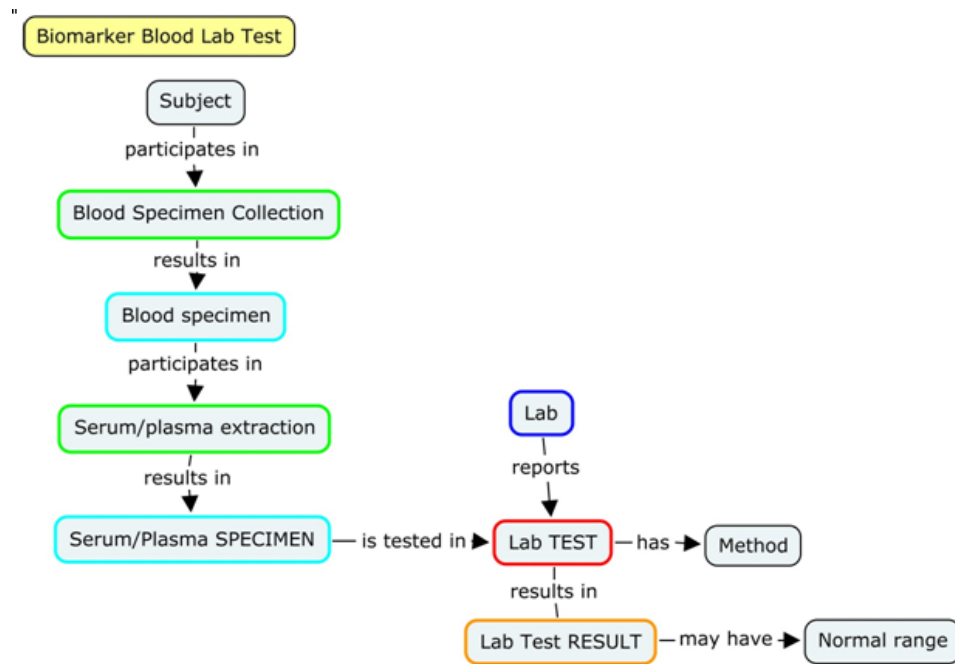 "
Biomarker Blood Lab Test
Subject
participates in
Blood Specimen Collection
results in
Blood specimen
participates in
Serum/plasma extraction
Lab
reports
results in
Serum/Plasma SPECIMEN
is tested in
Lab TEST
has
Method
results in
Lab Test RESULT
may have
Normal range